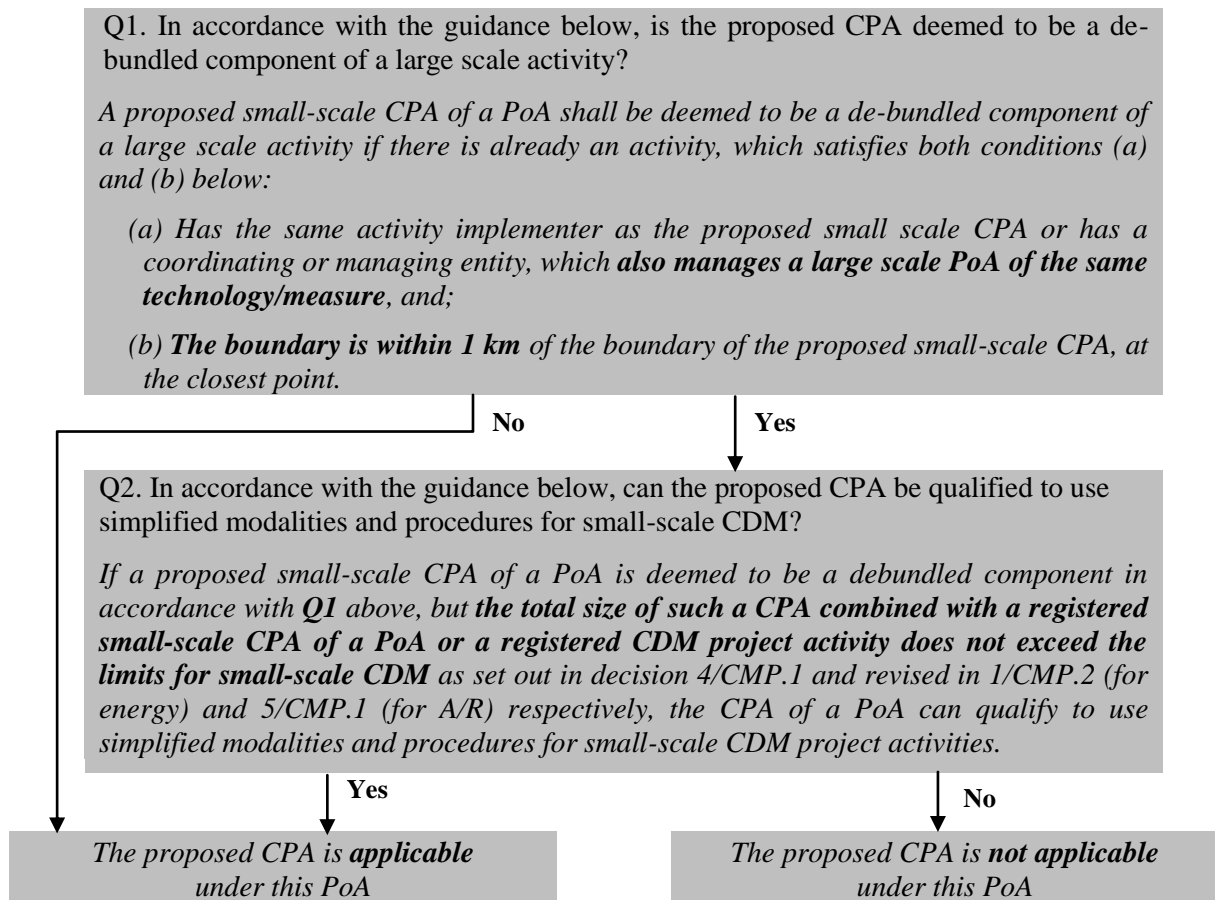 Q1. In accordance with the guidance below, is the proposed CPA deemed to be a de-
bundled component of a large scale activity?
A proposed small-scale CPA of a PoA shall be deemed to be a de-bundled component of
a large scale activity if there is already an activity, which satisfies both conditions (a)
and (b) below:
(a) Has the same activity implementer as the proposed small scale CPA or has a
coordinating or managing entity, which also manages a large scale PoA of the same
technology/measure, and;
(b) The boundary is within 1 km of the boundary of the proposed small-scale CPA, at
the closest point.
No
Yes
Q2. In accordance with the guidance below, can the proposed CPA be qualified to use
simplified modalities and procedures for small-scale CDM?
If a proposed small-scale CPA of a PoA is deemed to be a debundled component in
accordance with Q1 above, but the total size of such a CPA combined with a registered
small-scale CPA of a PoA or a registered CDM project activity does not exceed the
limits for small-scale CDM as set out in decision 4/CMP.1 and revised in 1/CMP.2 (for
energy) and 5/CMP.1 (for A/R) respectively, the CPA of a PoA can qualify to use
simplified modalities and procedures for small-scale CDM project activities.
Yes
No
The proposed CPA is applicable
under this PoA
The proposed CPA is not applicable
under this PoA